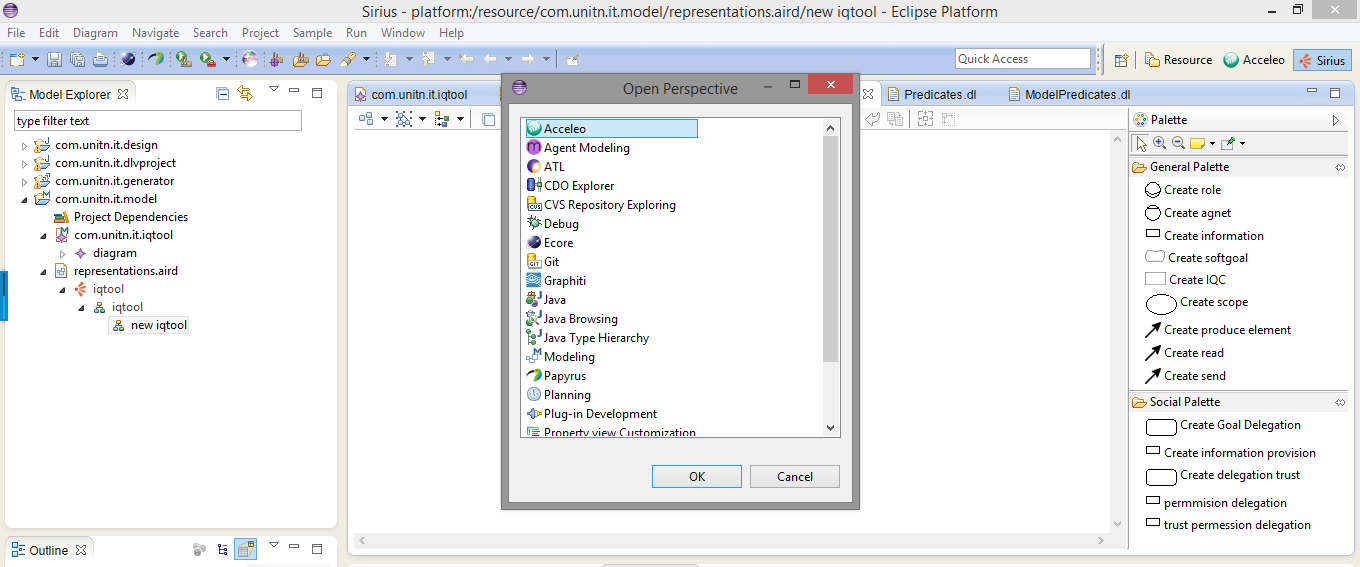 Sirius - platform:/resource/com.unitn.it.model/representations.aird/new iqtool - Eclipse Platform
File Edit Diagram Navigate Search Project Sample Run Window Help
Quick Access
Resource
Acceleo
Sirius
Model Explorer
type filter text
com.unitn.it.design
com.unitn.it.dlvproject
com.unitn.it.generator
com.unitn.it.model
Project Dependencies
com.unitn.it.iqtool
diagram
representations.aird
iqtool
iqtool
new iqtool
Outline
com.unitn.it.iqtool
Predicates.dl
ModelPredicates.dl
Open Perspective
Acceleo
Agent Modeling
ATL
CDO Explorer
CVS Repository Exploring
Debug
Ecore
Git
Graphiti
Java
Java Browsing
Java Type Hierarchy
Modeling
Papyrus
Planning
Plug-in Development
Property view Customization
OK
Cancel
Palette
General Palette
Create role
Create agnet
Create information
Create softgoal
Create IQC
Create scope
Create produce element
Create read
Create send
Social Palette
Create Goal Delegation
Create information provision
Create delegation trust
permmision delegation
trust permession delegation